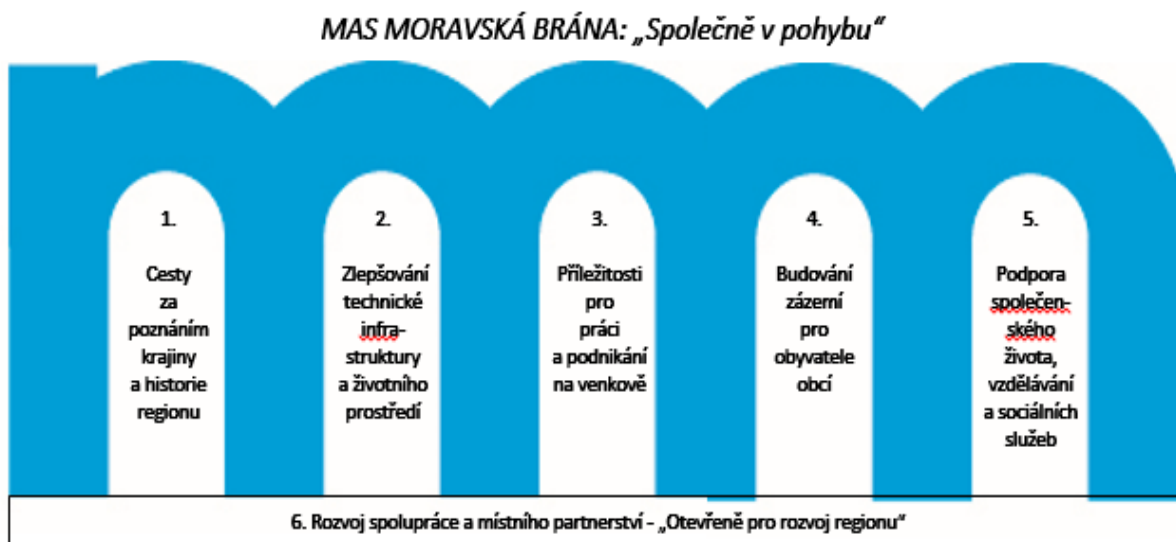 MAS MORAVSKÁ BRÁNA: „Společně v pohybu“
1.
Cesty
za
poznáním
krajiny
a historie
regionu
2.
Zlepšování
technické
infra-
struktury
a životního
prostředí
3.
Příležitosti
pro
práci
a podnikání
na venkově
4.
Budování
zázemí
pro
obyvatele
obcí
5.
Podpora
společen-
ského
života,
vzdělávání
a sociálních
služeb
6. Rozvoj spolupráce a místního partnerství – „Otevřeně pro rozvoj regionu“